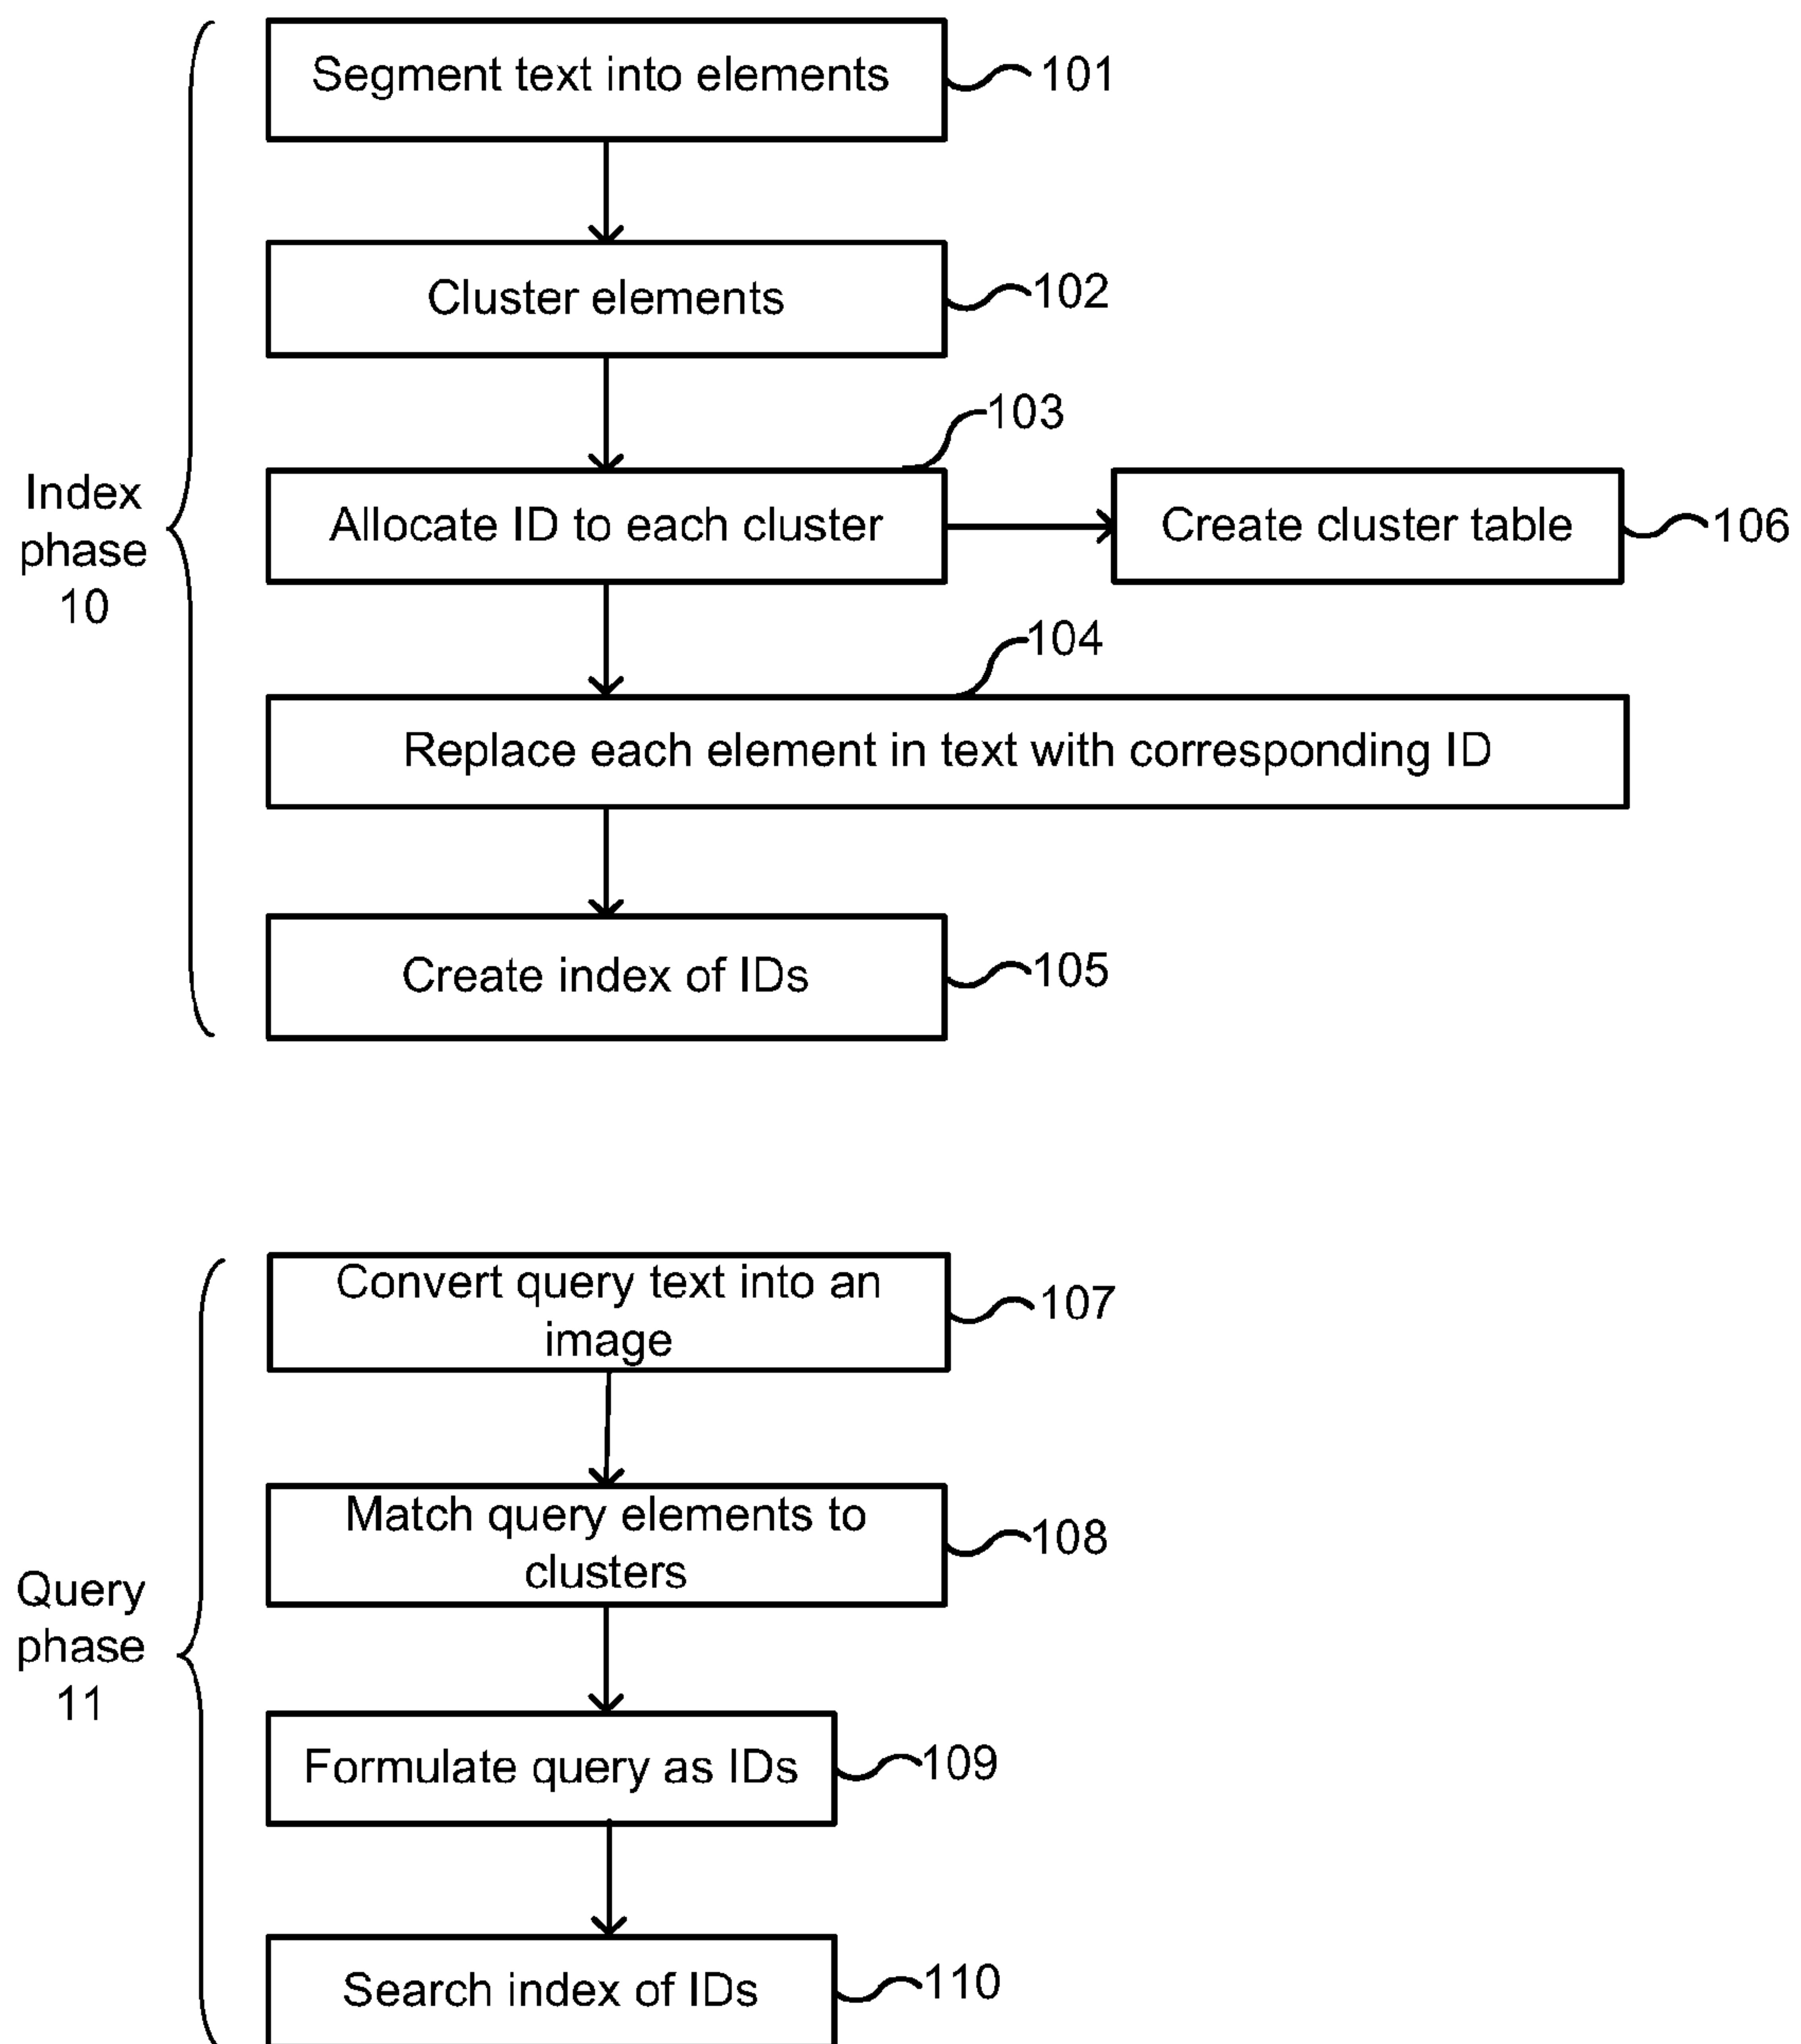 Segment text into elements
101
Cluster elements
102
103
Index
phase
10
Allocate ID to each cluster
Create cluster table
106
104
Replace each element in text with corresponding ID
Create index of IDs
105
Convert query text into an
image
107
Match query elements to
clusters
108
Query
phase
11
Formulate query as IDs
109
Search index of IDs
110